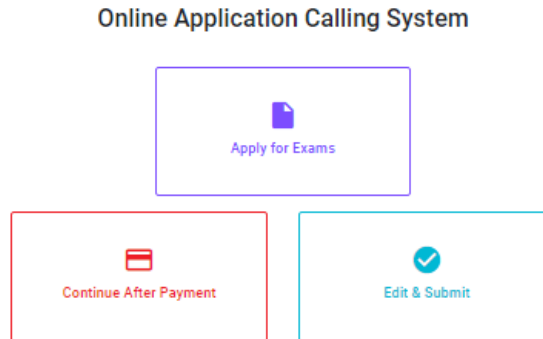 Online Application Calling System
Apply for Exams
Continue After Payment
Edit & Submit